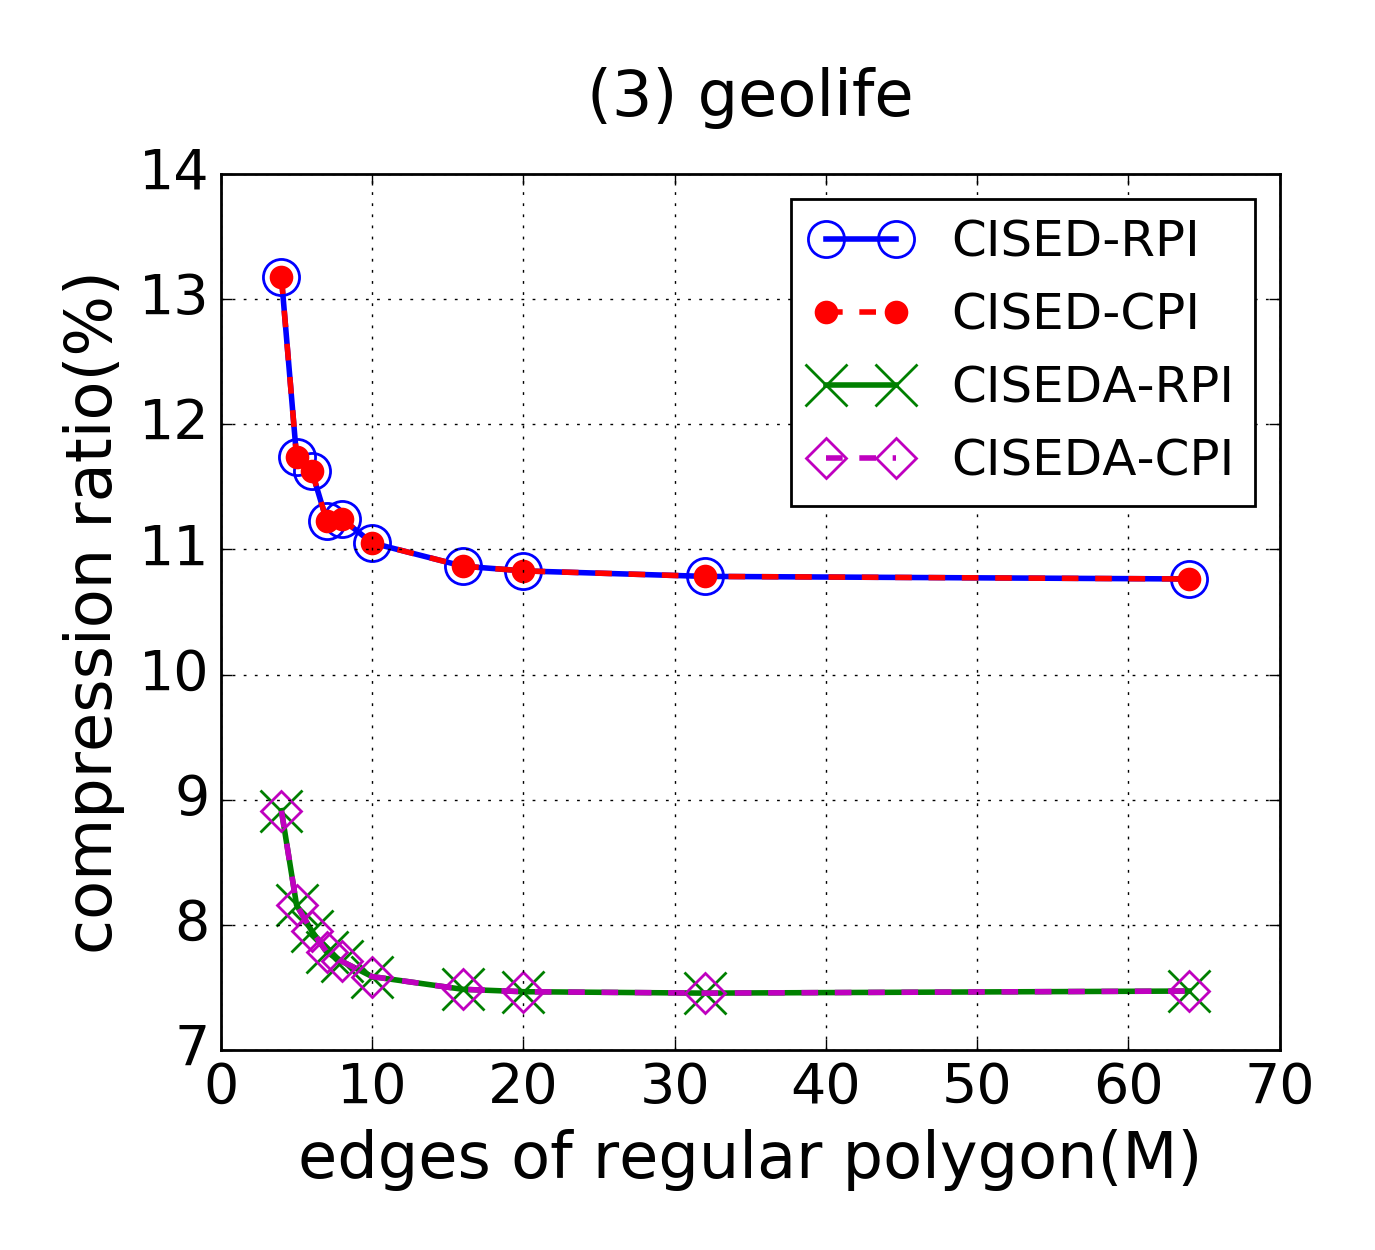 (3) geolife
compression ratio(%)
14
13
12
11
10
9
8
7
0 10 20 30 40 50 60 70
edges of regular polygon(M)
CISED-RPI
CISED-CPI
CISEDA-RPI
CISEDA-CPI